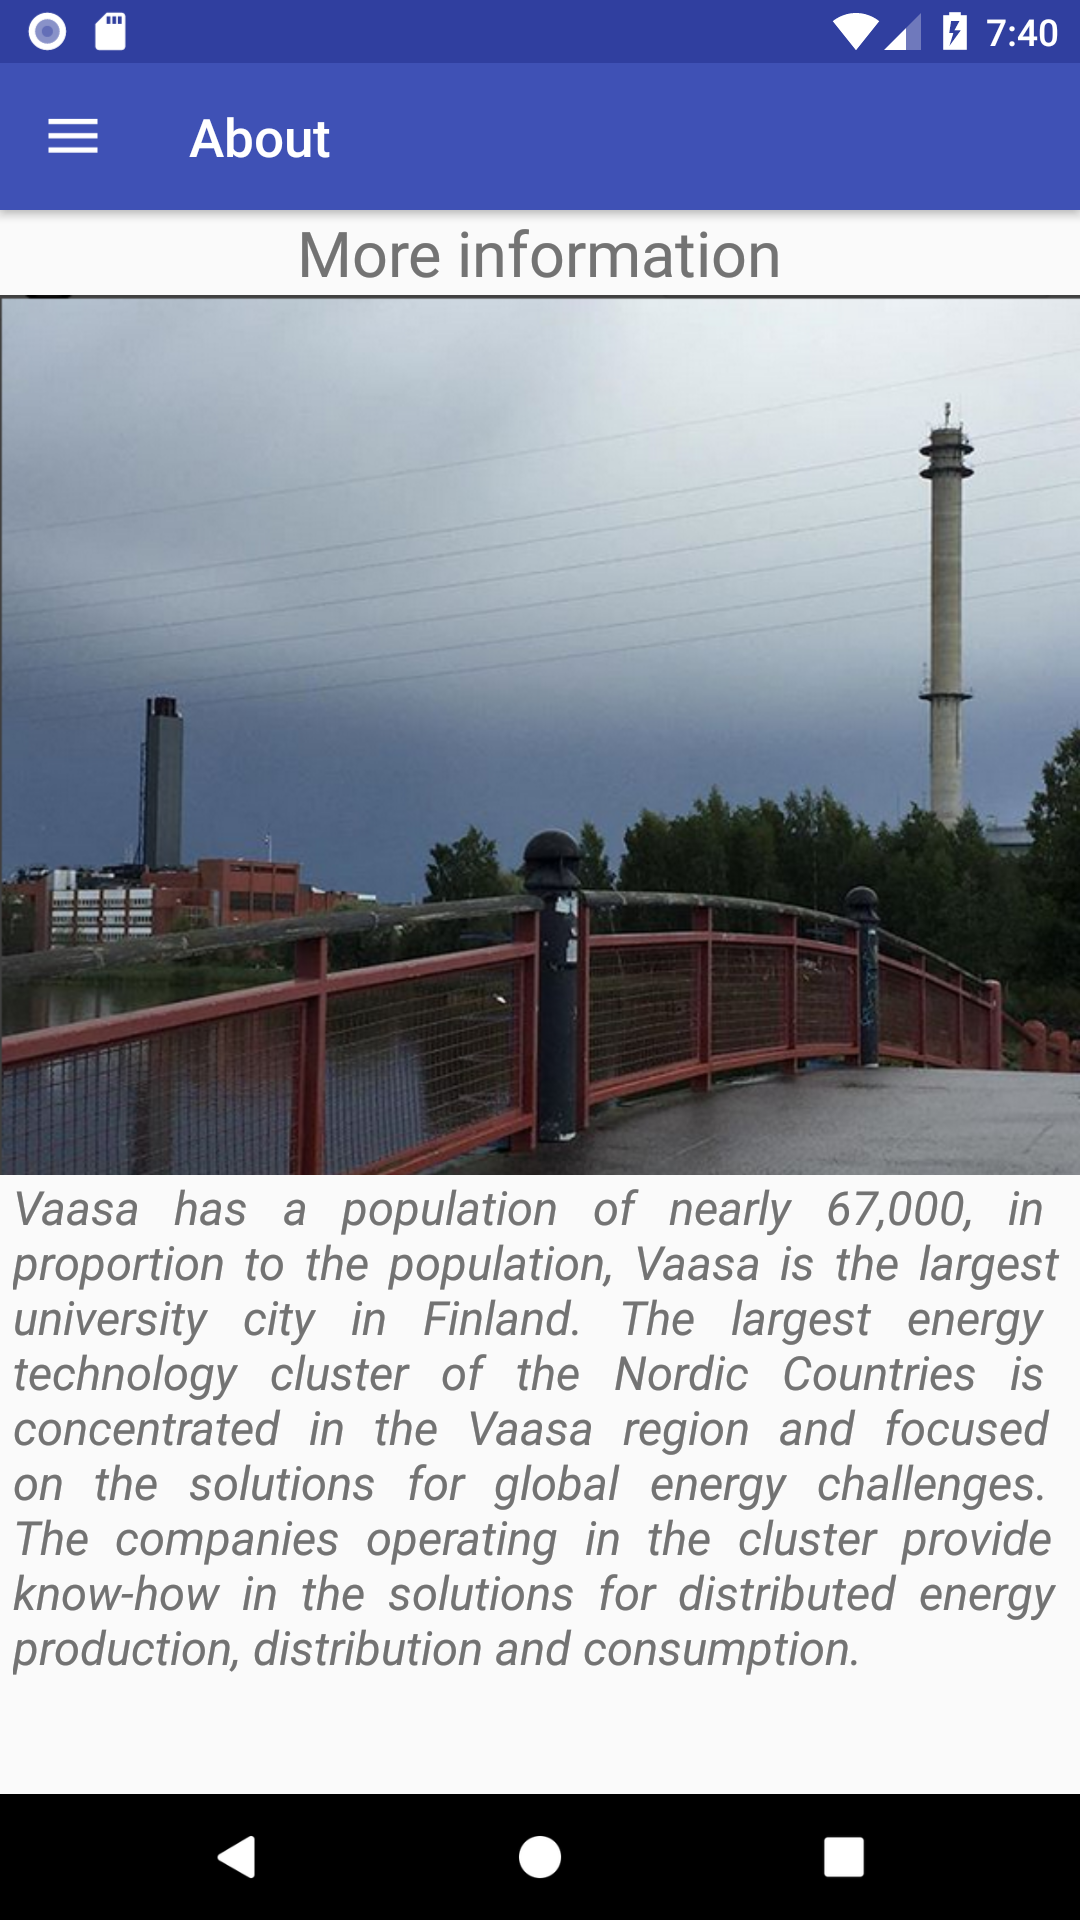 7:40
About
More information
Vaasa has a population of nearly 67,000, in
proportion to the population, Vaasa is the largest
university city in Finland. The largest energy
technology cluster of the Nordic Countries is
concentrated in the Vaasa region and focused
on the solutions for global energy challenges.
The companies operating in the cluster provide
know-how in the solutions for distributed energy
production, distribution and consumption.